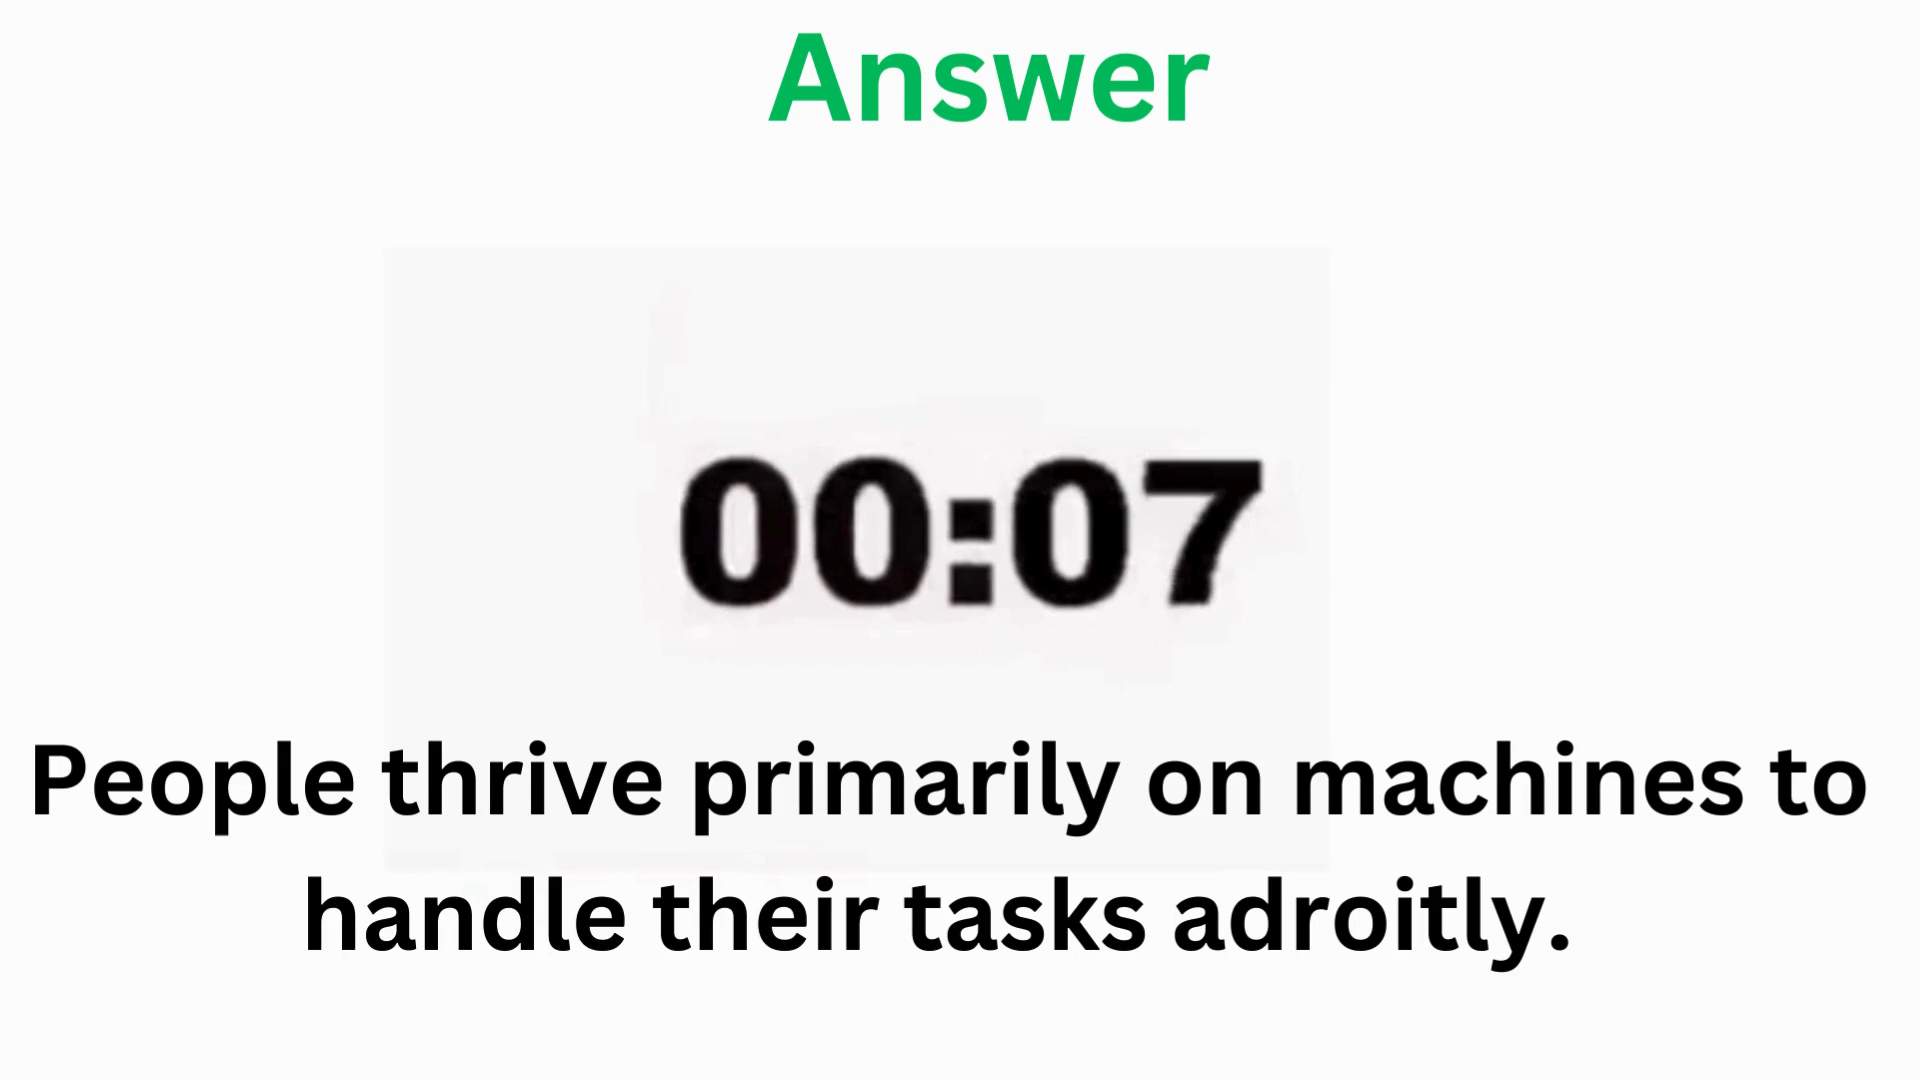 Answer
00:07
People thrive primarily on machines to
handle their tasks adroitly.